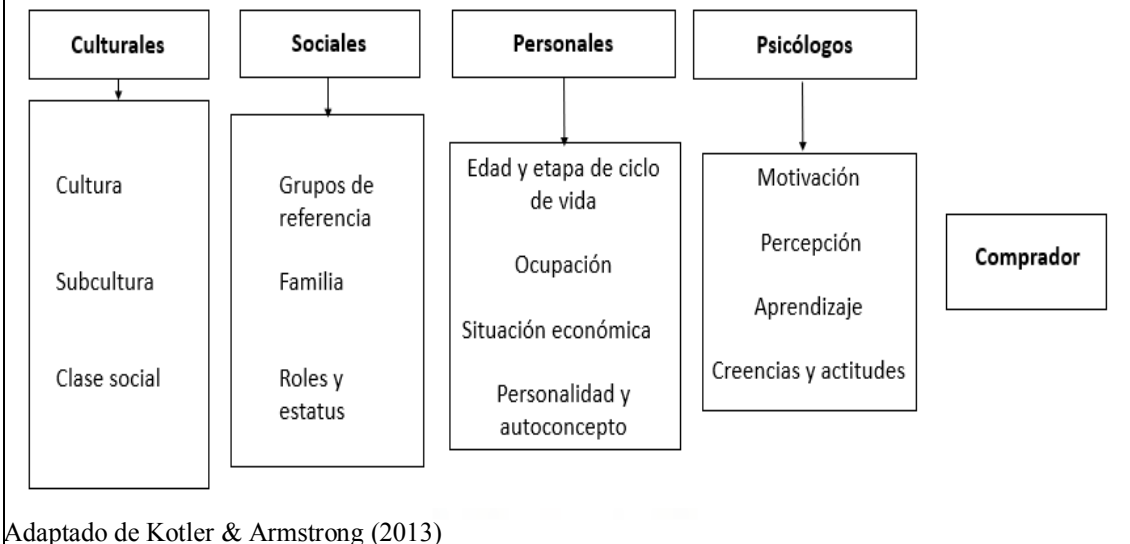 Culturales
Cultura
Subcultura
Clase social
Sociales
Grupos de
referencia
Familia
Roles y
estatus
Personales
Edad y etapa de ciclo
de vida
Ocupación
Situación económica
Personalidad y
autoconcepto
Psicólogos
Motivación
Percepción
Aprendizaje
Creencias y actitudes
Comprador
Adaptado de Kotler & Armstrong (2013)